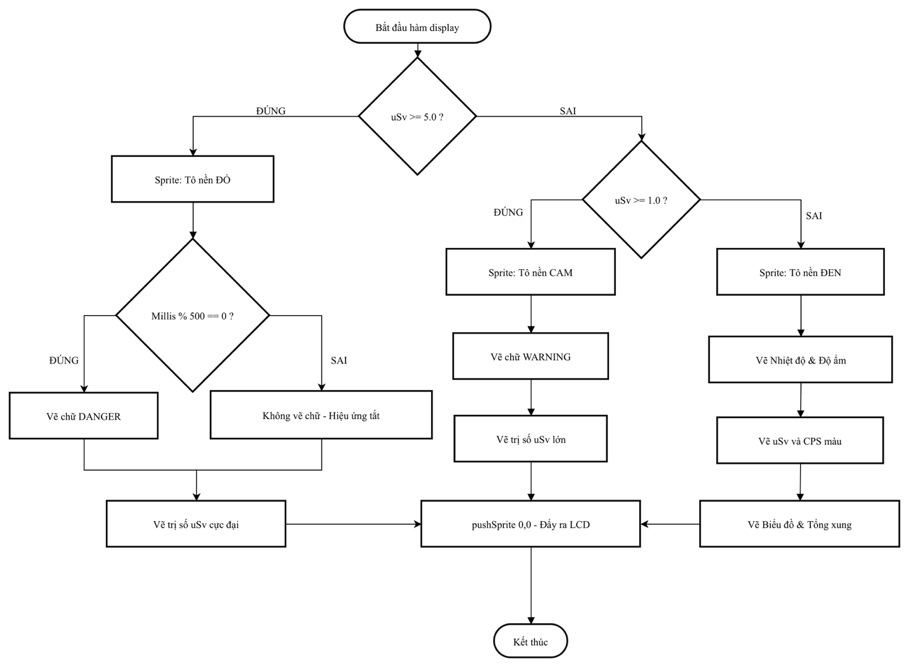 Bắt đầu hàm display
uSv >= 5.0 ?
ĐÚNG
SAI
Sprite: Tô nền ĐỎ
uSv >= 1.0 ?
ĐÚNG
SAI
Sprite: Tô nền CAM
Sprite: Tô nền ĐEN
Millis % 500 == 0 ?
ĐÚNG
SAI
Vẽ chữ WARNING
Vẽ Nhiệt độ & Độ ẩm
Vẽ chữ DANGER
Không vẽ chữ - Hiệu ứng tắt
Vẽ trị số uSv lớn
Vẽ uSv và CPS màu
Vẽ trị số uSv cực đại
pushSprite 0,0 - Đẩy ra LCD
Vẽ Biểu đồ & Tổng xung
Kết thúc